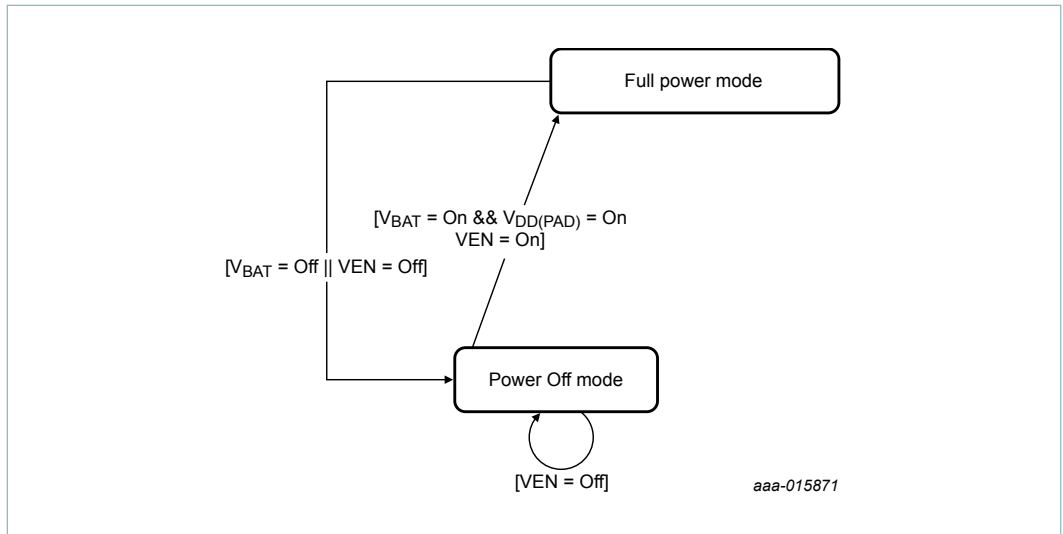 Full power mode
[VBAT = On && VDD(PAD) = On
VEN = On]
[VBAT = Off || VEN = Off]
Power Off mode
[VEN = Off]
aaa-015871